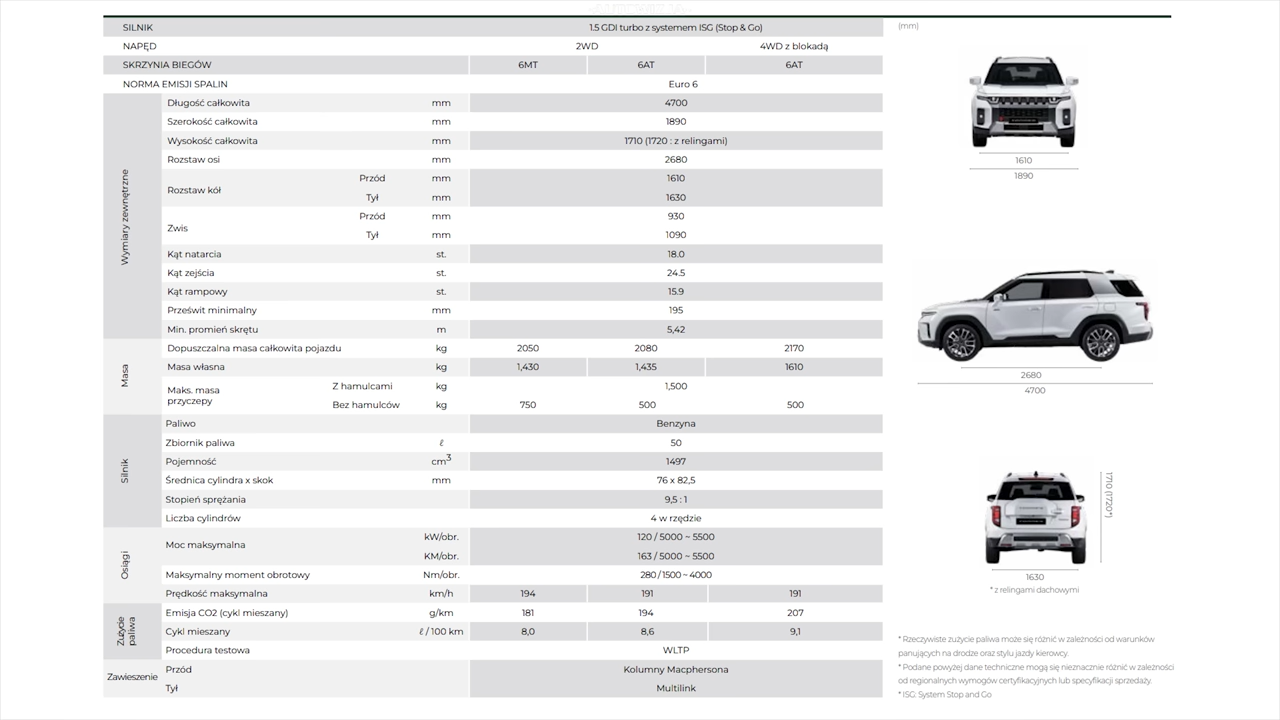 SILNIK 1.5 GDI turbo z systemem ISG (Stop & Go)
NAPĘD 2WD 4WD z blokadą
SKRZYNIA BIEGÓW 6MT 6AT 6AT
NORMA EMISJI SPALIN Euro 6
Wymiary zewnętrzne
Długość całkowita mm 4700
Szerokość całkowita mm 1890
Wysokość całkowita mm 1710 (1720 : z relingami)
Rozstaw osi mm 2680
Rozstaw kół
Przód mm 1610
Tył mm 1630
Zwis
Przód mm 930
Tył mm 1090
Kąt natarcia st. 18.0
Kąt zejścia st. 24.5
Kąt rampowy st. 15.9
Prześwit minimalny mm 195
Min. promień skrętu m 5,42
Masa
Dopuszczalna masa całkowita pojazdu kg 2050 2080 2170
Masa własna kg 1,430 1,435 1610
Maks. masa
przyczepy
Z hamulcami kg 1,500
Bez hamulców kg 750 500 500
Silnik
Paliwo Benzyna
Zbiornik paliwa ℓ 50
Pojemność cm3 1497
Średnica cylindra x skok mm 76 x 82,5
Stopień sprężania 9,5 : 1
Liczba cylindrów 4 w rzędzie
Osiągi
Moc maksymalna
kW/obr. 120 / 5000 ~ 5500
KM/obr. 163 / 5000 ~ 5500
Maksymalny moment obrotowy Nm/obr. 280 / 1500 ~ 4000
Prędkość maksymalna km/h 194 191 191
Zużycie
paliwa
Emisja CO2 (cykl mieszany) g/km 181 194 207
Cykl mieszany ℓ / 100 km 8,0 8,6 9,1
Procedura testowa WLTP
Zawieszenie
Przód Kolumny Macphersona
Tył Multilink
(mm)
1610
1890
2680
4700
1710 (1720*)
1630
* z relingami dachowymi
* Rzeczywiste zużycie paliwa może się różnić w zależności od warunków
panujących na drodze oraz stylu jazdy kierowcy.
* Podane powyżej dane techniczne mogą się nieznacznie różnić w zależności
od regionalnych wymogów certyfikacyjnych lub specyfikacji sprzedaży.
* ISG: System Stop and Go